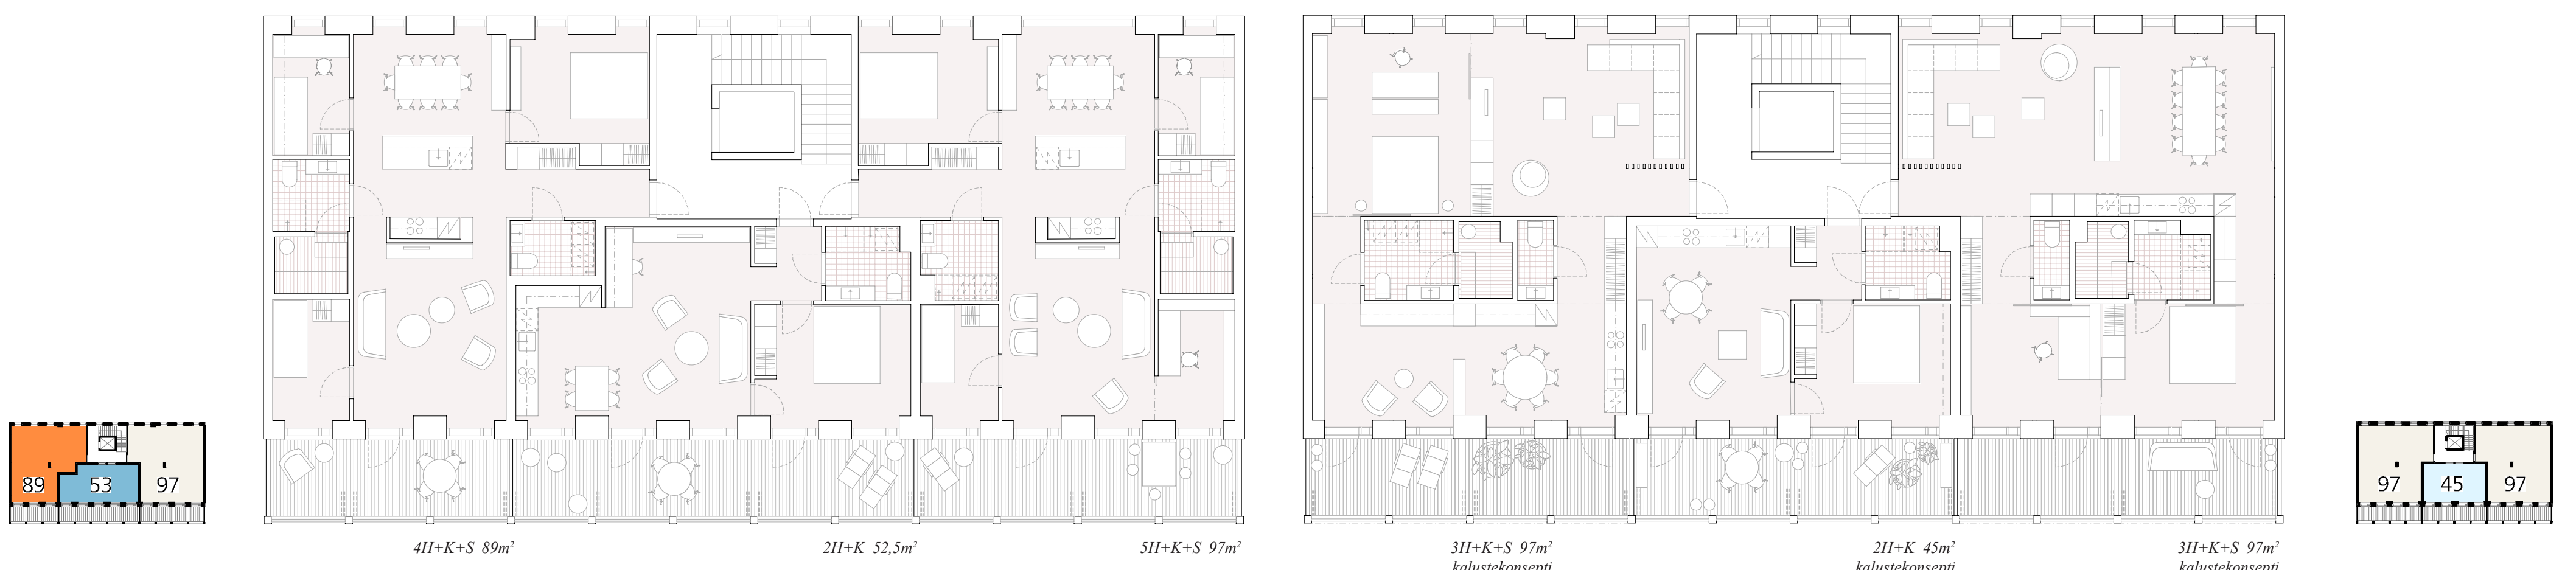 89 53 97
4H+K+S 89m²
2H+K 52,5m²
5H+K+S 97m²
3H+K+S 97m²
kalustekonsepti
2H+K 45m²
kalustekonsepti
3H+K+S 97m²
kalustekonsepti
97 45 97